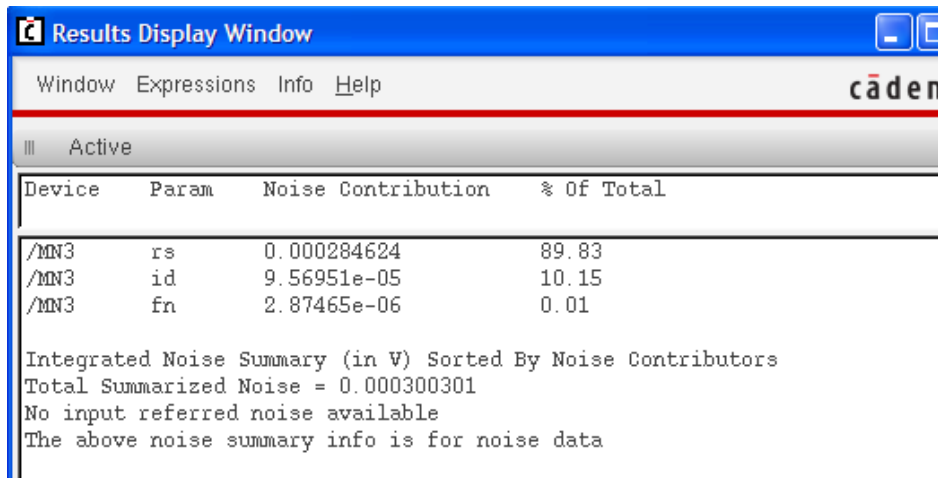 Results Display Window
Window Expressions Info Help
cāden
Active
Device Param Noise Contribution % Of Total
/MN3 rs 0.000284624 89.83
/MN3 id 9.56951e-05 10.15
/MN3 fn 2.87465e-06 0.01
Integrated Noise Summary (in V) Sorted By Noise Contributors
Total Summarized Noise = 0.000300301
No input referred noise available
The above noise summary info is for noise data